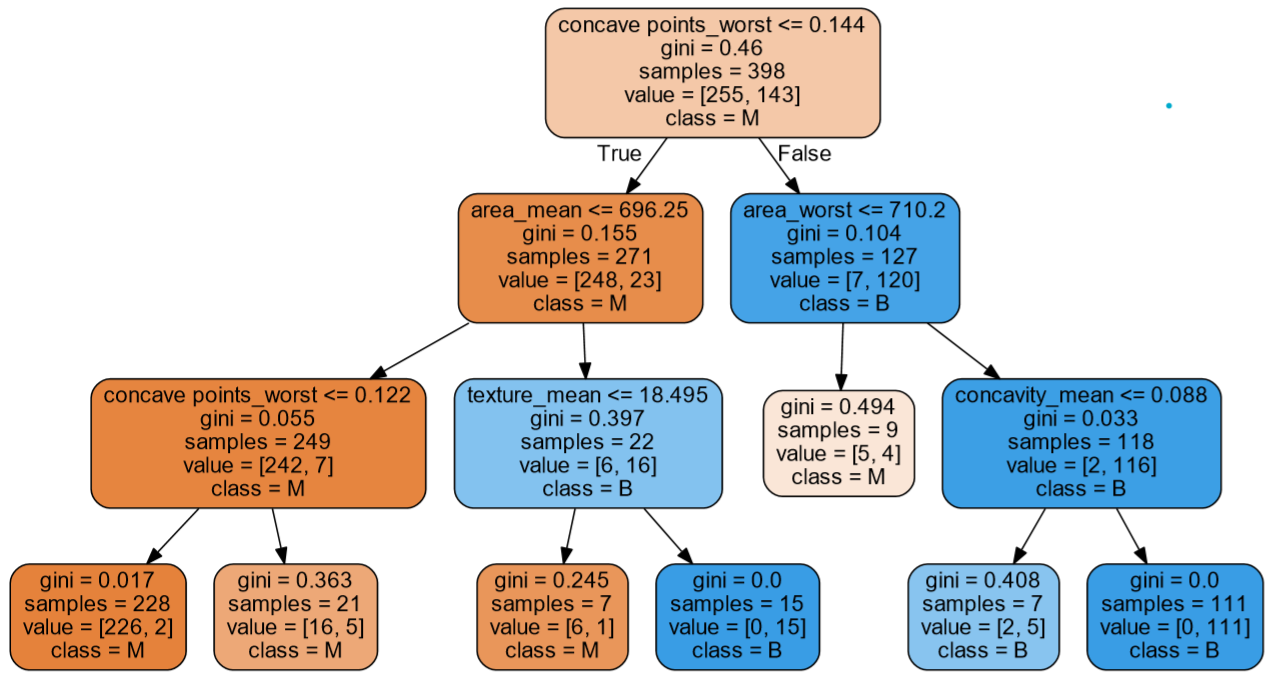 concave points_worst <= 0.144
gini = 0.46
samples = 398
value = [255, 143]
class = M
True
False
area_mean <= 696.25
gini = 0.155
samples = 271
value = [248, 23]
class = M
area_worst <= 710.2
gini = 0.104
samples = 127
value = [7, 120]
class = B
concave points_worst <= 0.122
gini = 0.055
samples = 249
value = [242, 7]
class = M
texture_mean <= 18.495
gini = 0.397
samples = 22
value = [6, 16]
class = B
gini = 0.494
samples = 9
value = [5, 4]
class = M
concavity_mean <= 0.088
gini = 0.033
samples = 118
value = [2, 116]
class = B
gini = 0.017
samples = 228
value = [226, 2]
class = M
gini = 0.363
samples = 21
value = [16, 5]
class = M
gini = 0.245
samples = 7
value = [6, 1]
class = M
gini = 0.0
samples = 15
value = [0, 15]
class = B
gini = 0.408
samples = 7
value = [2, 5]
class = B
gini = 0.0
samples = 111
value = [0, 111]
class = B